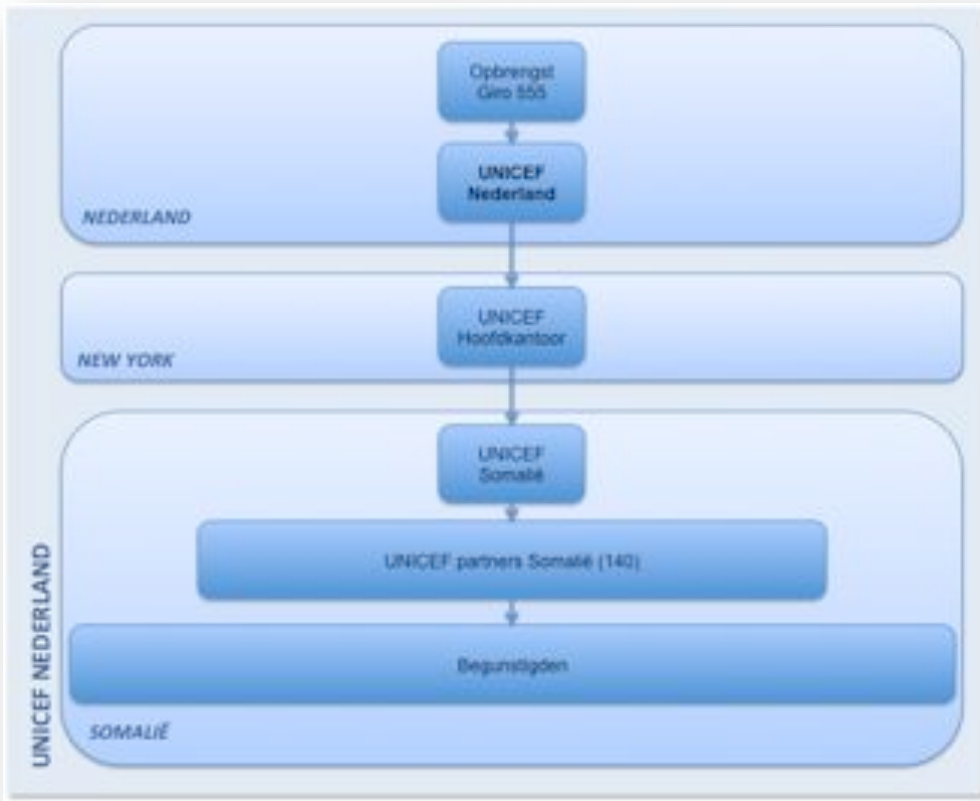 Opbrengst
Giro 555
UNICEF
Nederland
NEDERLAND
UNICEF
Hoofdkantoor
NEW YORK
UNICEF
Somalië
UNICEF partners Somalië (140)
Begunstigden
SOMALIË
UNICEF NEDERLAND